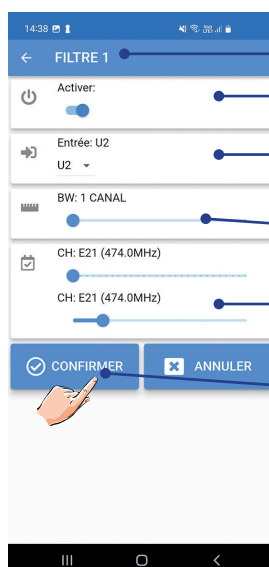 14:38
FILTRE 1
Activer:
Entrée: U2
U2
BW: 1 CANAL
CH: E21 (474.0MHz)
CH: E21 (474.0MHz)
CONFIRMER
ANNULER